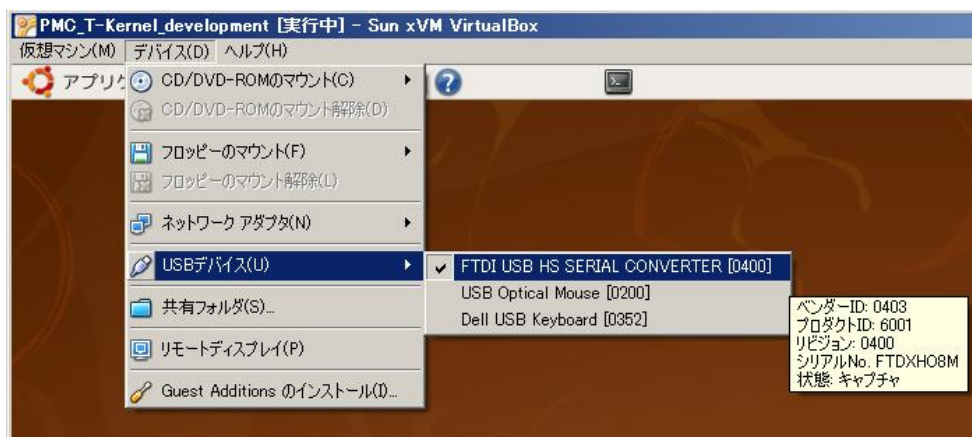 PMC_T-Kernel_development [実行中] - Sun xVM VirtualBox
仮想マシン(M) デバイス(D) ヘルプ(H)
アプリケ
CD/DVD-ROMのマウント(C)
CD/DVD-ROMのマウント解除(D)
フロッピーのマウント(F)
フロッピーのマウント解除(L)
ネットワーク アダプタ(N)
USBデバイス(U)
FTDI USB HS SERIAL CONVERTER [0400]
USB Optical Mouse [0200]
Dell USB Keyboard [0352]
ベンダーID: 0403
プロダクトID: 6001
リビジョン: 0400
シリアルNo. FTDXHO8M
状態: キャプチャ
共有フォルダ(S)...
リモートディスプレイ(P)
Guest Additions のインストール(I)...